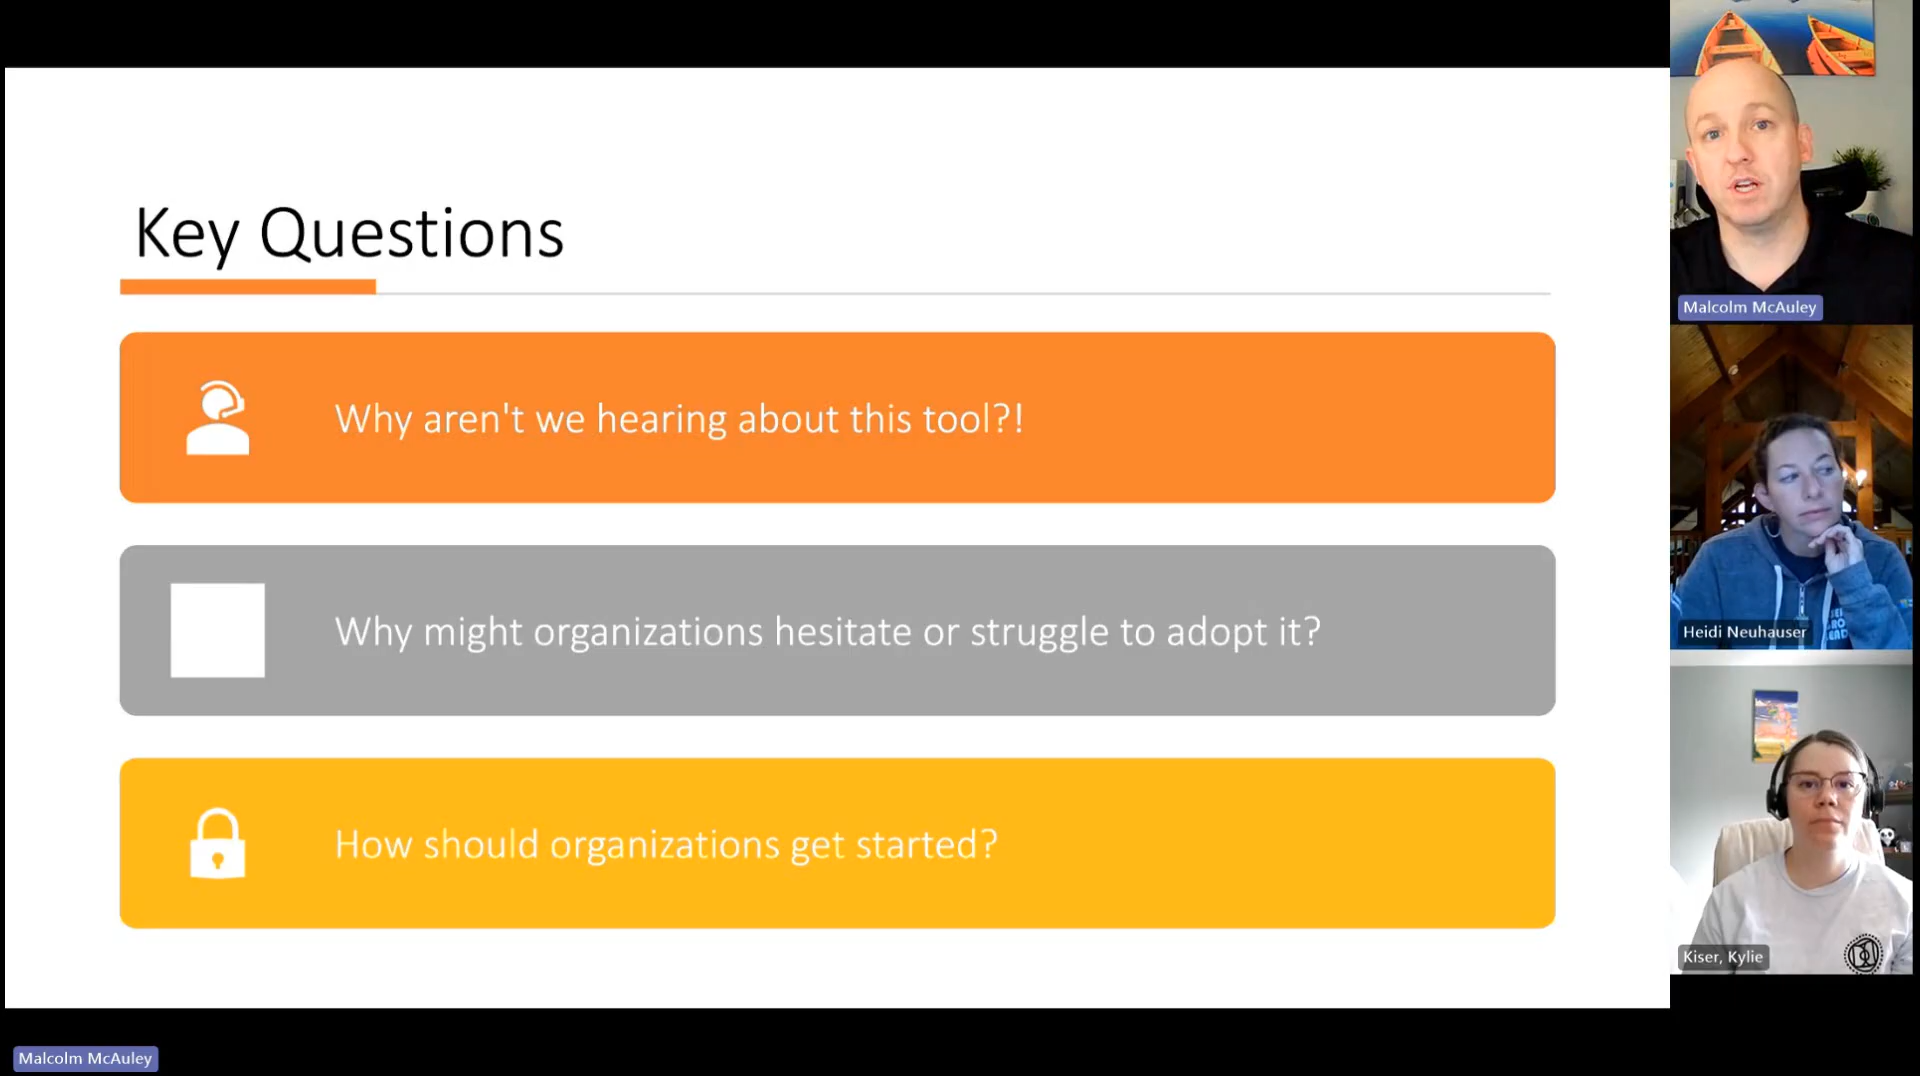 Key Questions
Why aren't we hearing about this tool?!
Why might organizations hesitate or struggle to adopt it?
How should organizations get started?
Malcolm McAuley
Heidi Neuhauser
Kiser, Kylie
Malcolm McAuley